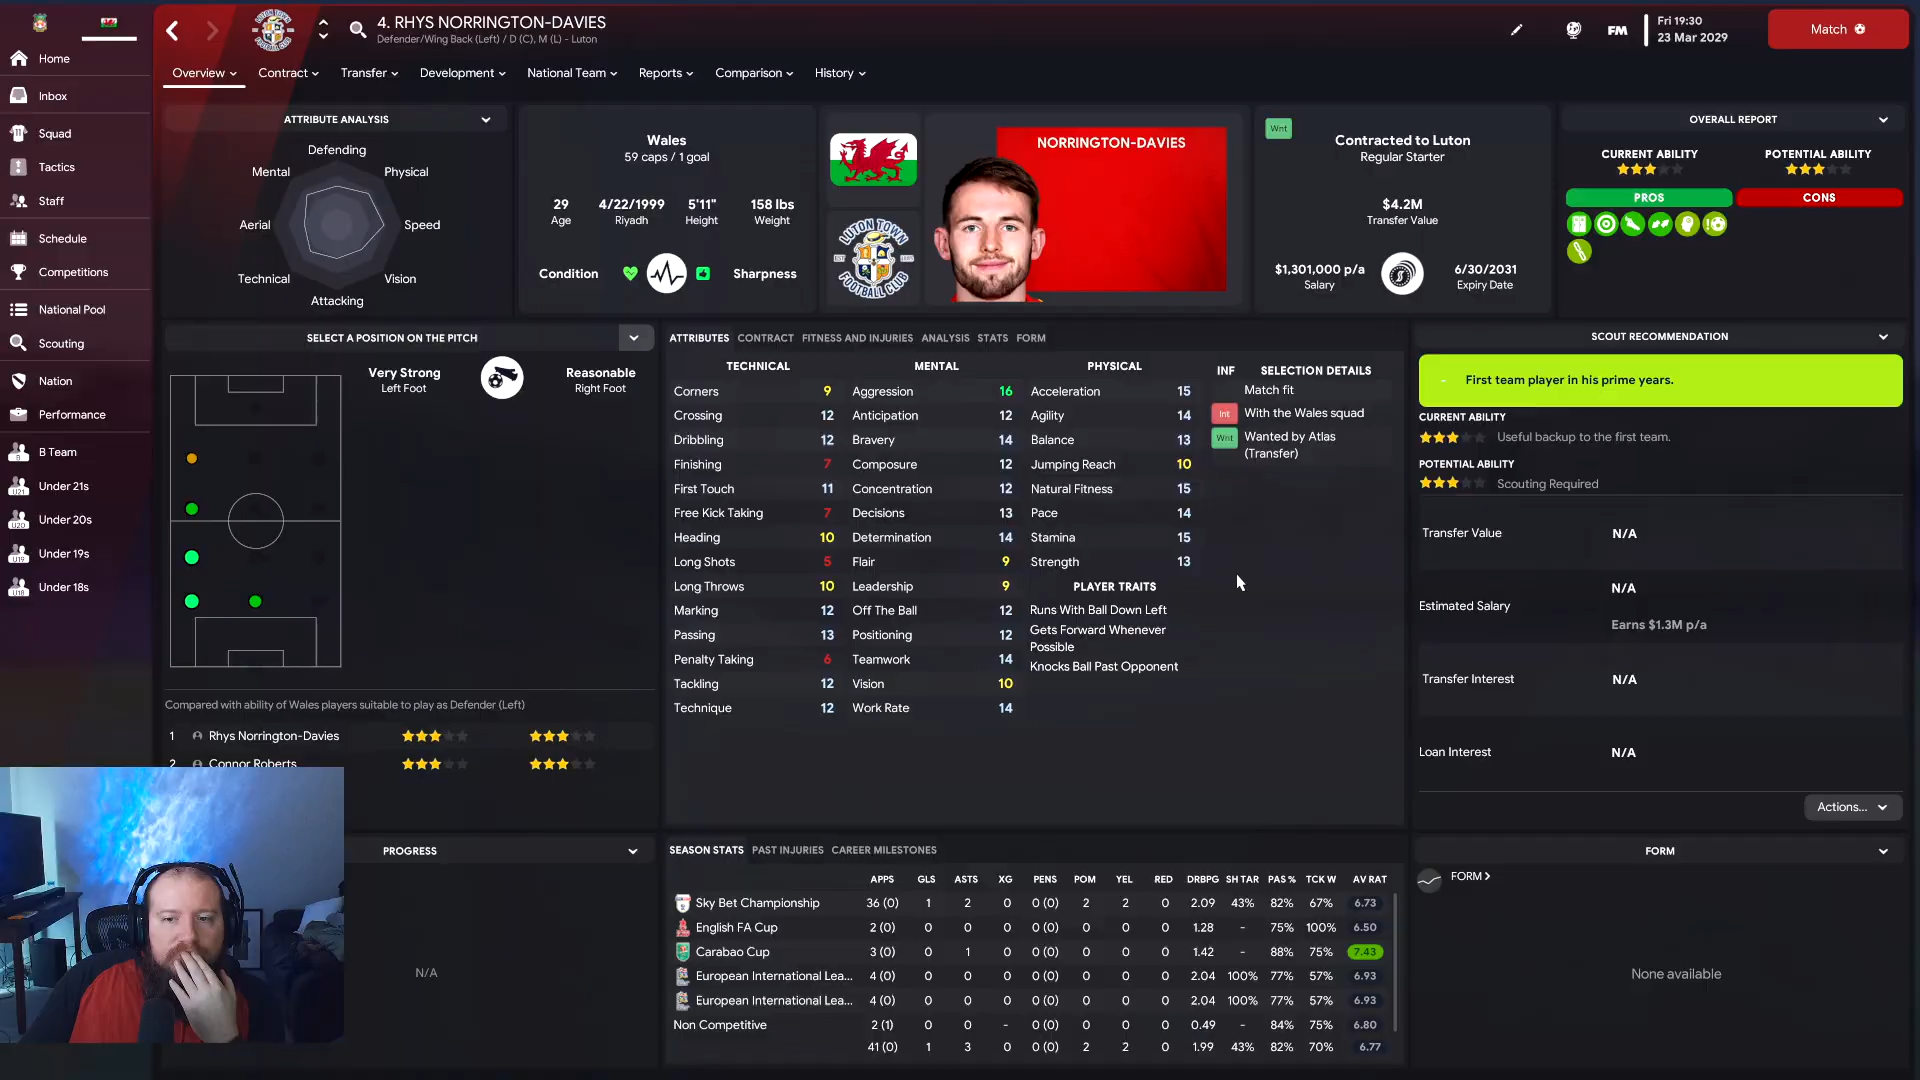 4. RHYS NORRINGTON-DAVIES
Defender/Wing Back (Left) / D (C), M (L) - Luton
FM
Fri 19:30
23 Mar 2029
Match
Home
Inbox
Squad
Tactics
Staff
Schedule
Competitions
National Pool
Scouting
Nation
Performance
B Team
Under 21s
Under 20s
Under 19s
Under 18s
Overview
Contract
Transfer
Development
National Team
Reports
Comparison
History
ATTRIBUTE ANALYSIS
Defending
Mental
Physical
Aerial
Speed
Technical
Vision
Attacking
Wales
59 caps / 1 goal
29 4/22/1999 5'11" 158 lbs
Age Riyadh Height Weight
Condition Sharpness
NORRINGTON-DAVIES
LUTON TOWN
FOOTBALL CLUB
Wnt
Contracted to Luton
Regular Starter
$4.2M
Transfer Value
$1,301,000 p/a 6/30/2031
Salary Expiry Date
OVERALL REPORT
CURRENT ABILITY POTENTIAL ABILITY
PROS CONS
SELECT A POSITION ON THE PITCH
Very Strong Reasonable
Left Foot Right Foot
Compared with ability of Wales players suitable to play as Defender (Left)
1 Rhys Norrington-Davies
2 Connor Roberts
ATTRIBUTES CONTRACT FITNESS AND INJURIES ANALYSIS STATS FORM
TECHNICAL MENTAL PHYSICAL
Corners 9 Aggression 16 Acceleration 15
Crossing 12 Anticipation 12 Agility 14
Dribbling 12 Bravery 14 Balance 13
Finishing 7 Composure 12 Jumping Reach 10
First Touch 11 Concentration 12 Natural Fitness 15
Free Kick Taking 7 Decisions 13 Pace 14
Heading 10 Determination 14 Stamina 15
Long Shots 5 Flair 9 Strength 13
Long Throws 10 Leadership 9 PLAYER TRAITS
Marking 12 Off The Ball 12 Runs With Ball Down Left
Passing 13 Positioning 12 Gets Forward Whenever
Possible
Penalty Taking 6 Teamwork 14 Knocks Ball Past Opponent
Tackling 12 Vision 10
Technique 12 Work Rate 14
INF SELECTION DETAILS
Match fit
Int With the Wales squad
Wnt Wanted by Atlas
(Transfer)
SCOUT RECOMMENDATION
- First team player in his prime years.
CURRENT ABILITY
Useful backup to the first team.
POTENTIAL ABILITY
Scouting Required
Transfer Value N/A
N/A
Estimated Salary
Earns $1.3M p/a
Transfer Interest N/A
Loan Interest N/A
Actions...
PROGRESS
N/A
SEASON STATS PAST INJURIES CAREER MILESTONES
APPS GLS ASTS XG PENS POM YEL RED DRBPG SH TAR PAS % TCK W AV RAT
Sky Bet Championship 36 (0) 1 2 0 0 (0) 2 2 0 2.09 43% 82% 67% 6.73
English FA Cup 2 (0) 0 0 0 0 (0) 0 0 0 1.28 - 75% 100% 6.50
Carabao Cup 3 (0) 0 1 0 0 (0) 0 0 0 1.42 - 88% 75% 7.43
European International Lea... 4 (0) 0 0 0 0 (0) 0 0 0 2.04 100% 77% 57% 6.93
European International Lea... 4 (0) 0 0 0 0 (0) 0 0 0 2.04 100% 77% 57% 6.93
Non Competitive 2 (1) 0 0 - 0 (0) 0 0 0 0.49 - 84% 75% 6.80
41 (0) 1 3 0 0 (0) 2 2 0 1.99 43% 82% 70% 6.77
FORM
FORM >
None available